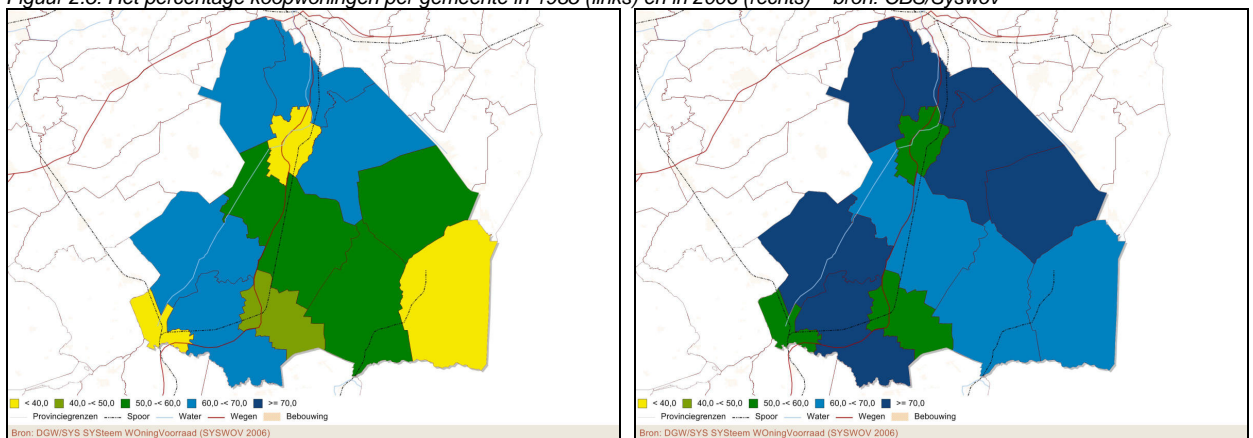 Figuur 2.8. Het percentage koopwoningen per gemeente in 1988 (links) en in 2006 (rechts) – bron: CBS/Syswov
< 40,0 40,0 -< 50,0 50,0 -< 60,0 60,0 -< 70,0 >= 70,0
Provinciegrenzen Spoor Water Wegen Bebouwing
Bron: DGW/SYS SYSteem WOningVoorraad (SYSWOV 2006)
< 40,0 40,0 -< 50,0 50,0 -< 60,0 60,0 -< 70,0 >= 70,0
Provinciegrenzen Spoor Water Wegen Bebouwing
Bron: DGW/SYS SYSteem WOningVoorraad (SYSWOV 2006)